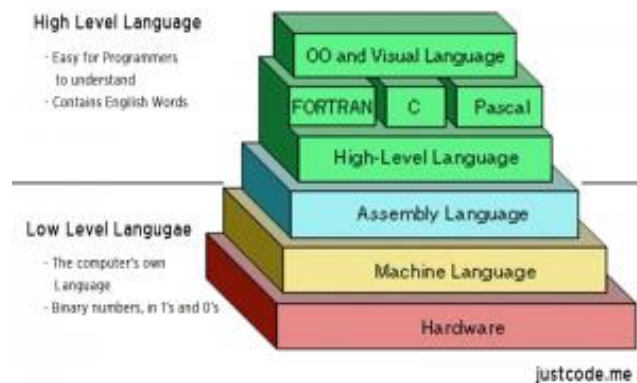 High Level Language
- Easy for Programmers
to understand
- Contains English Words
OO and Visual Language
FORTRAN C Pascal
High-Level Language
Assembly Language
Low Level Langugae
- The computer's own
Language
- Binary numbers, in 1's and 0's
Machine Language
Hardware
justcode.me